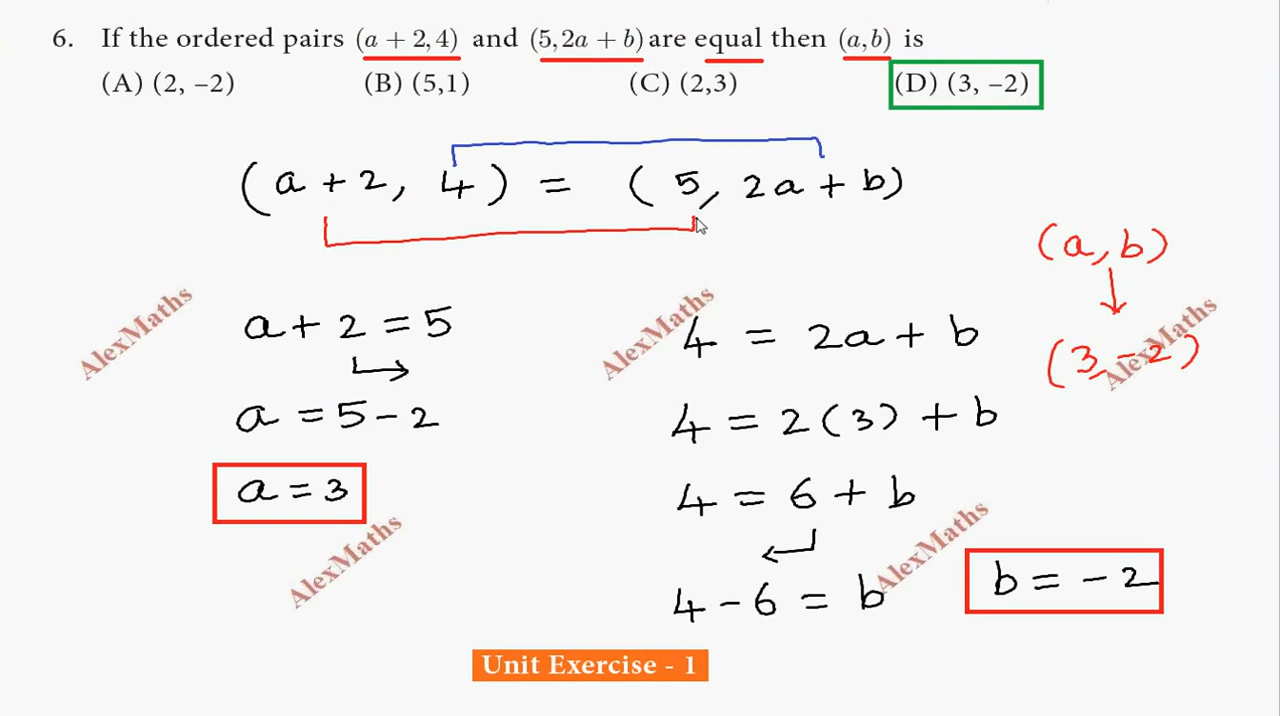 6. If the ordered pairs (a + 2, 4) and (5, 2a + b) are equal then (a, b) is
(A) (2, –2) (B) (5,1) (C) (2,3) (D) (3, –2)
(a + 2, 4) = (5, 2a + b)
(a, b)
(3, -2)
a + 2 = 5
a = 5 - 2
a = 3
4 = 2a + b
4 = 2(3) + b
4 = 6 + b
4 - 6 = b
b = -2
AlexMaths
AlexMaths
AlexMaths
AlexMaths
AlexMaths
Unit Exercise - 1